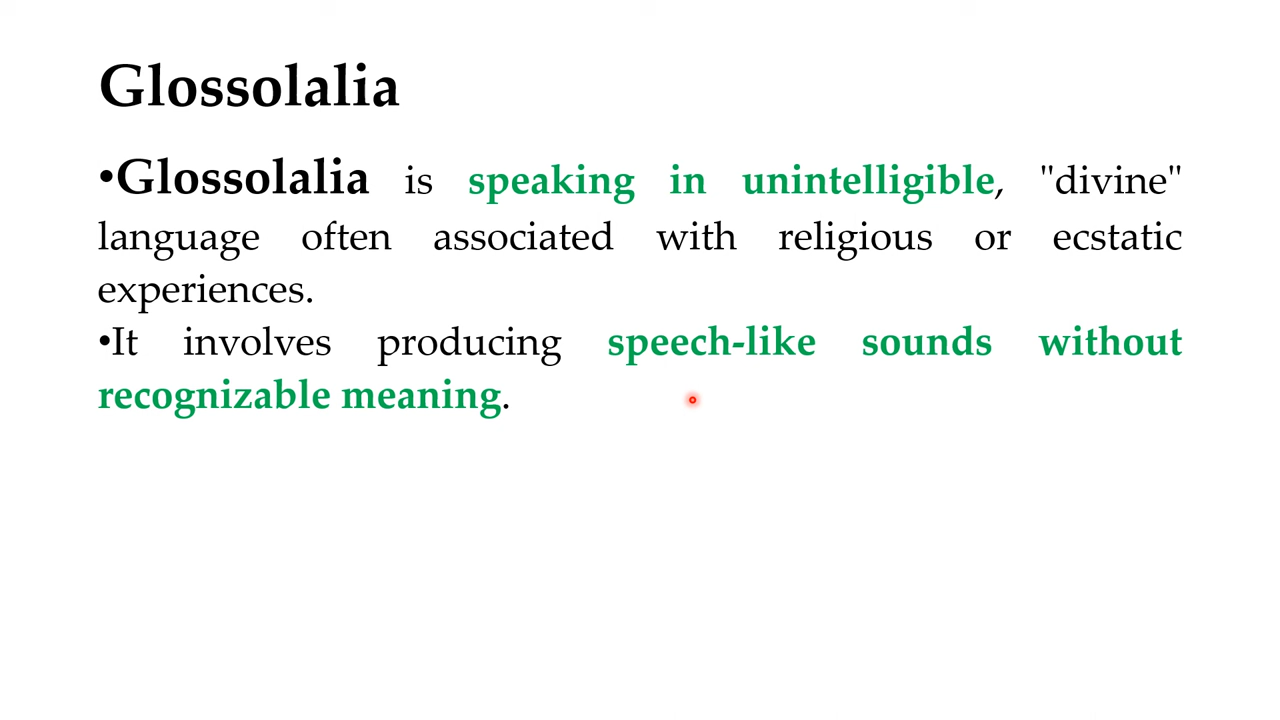 Glossolalia
•Glossolalia is speaking in unintelligible, "divine"
language often associated with religious or ecstatic
experiences.
•It involves producing speech-like sounds without
recognizable meaning.